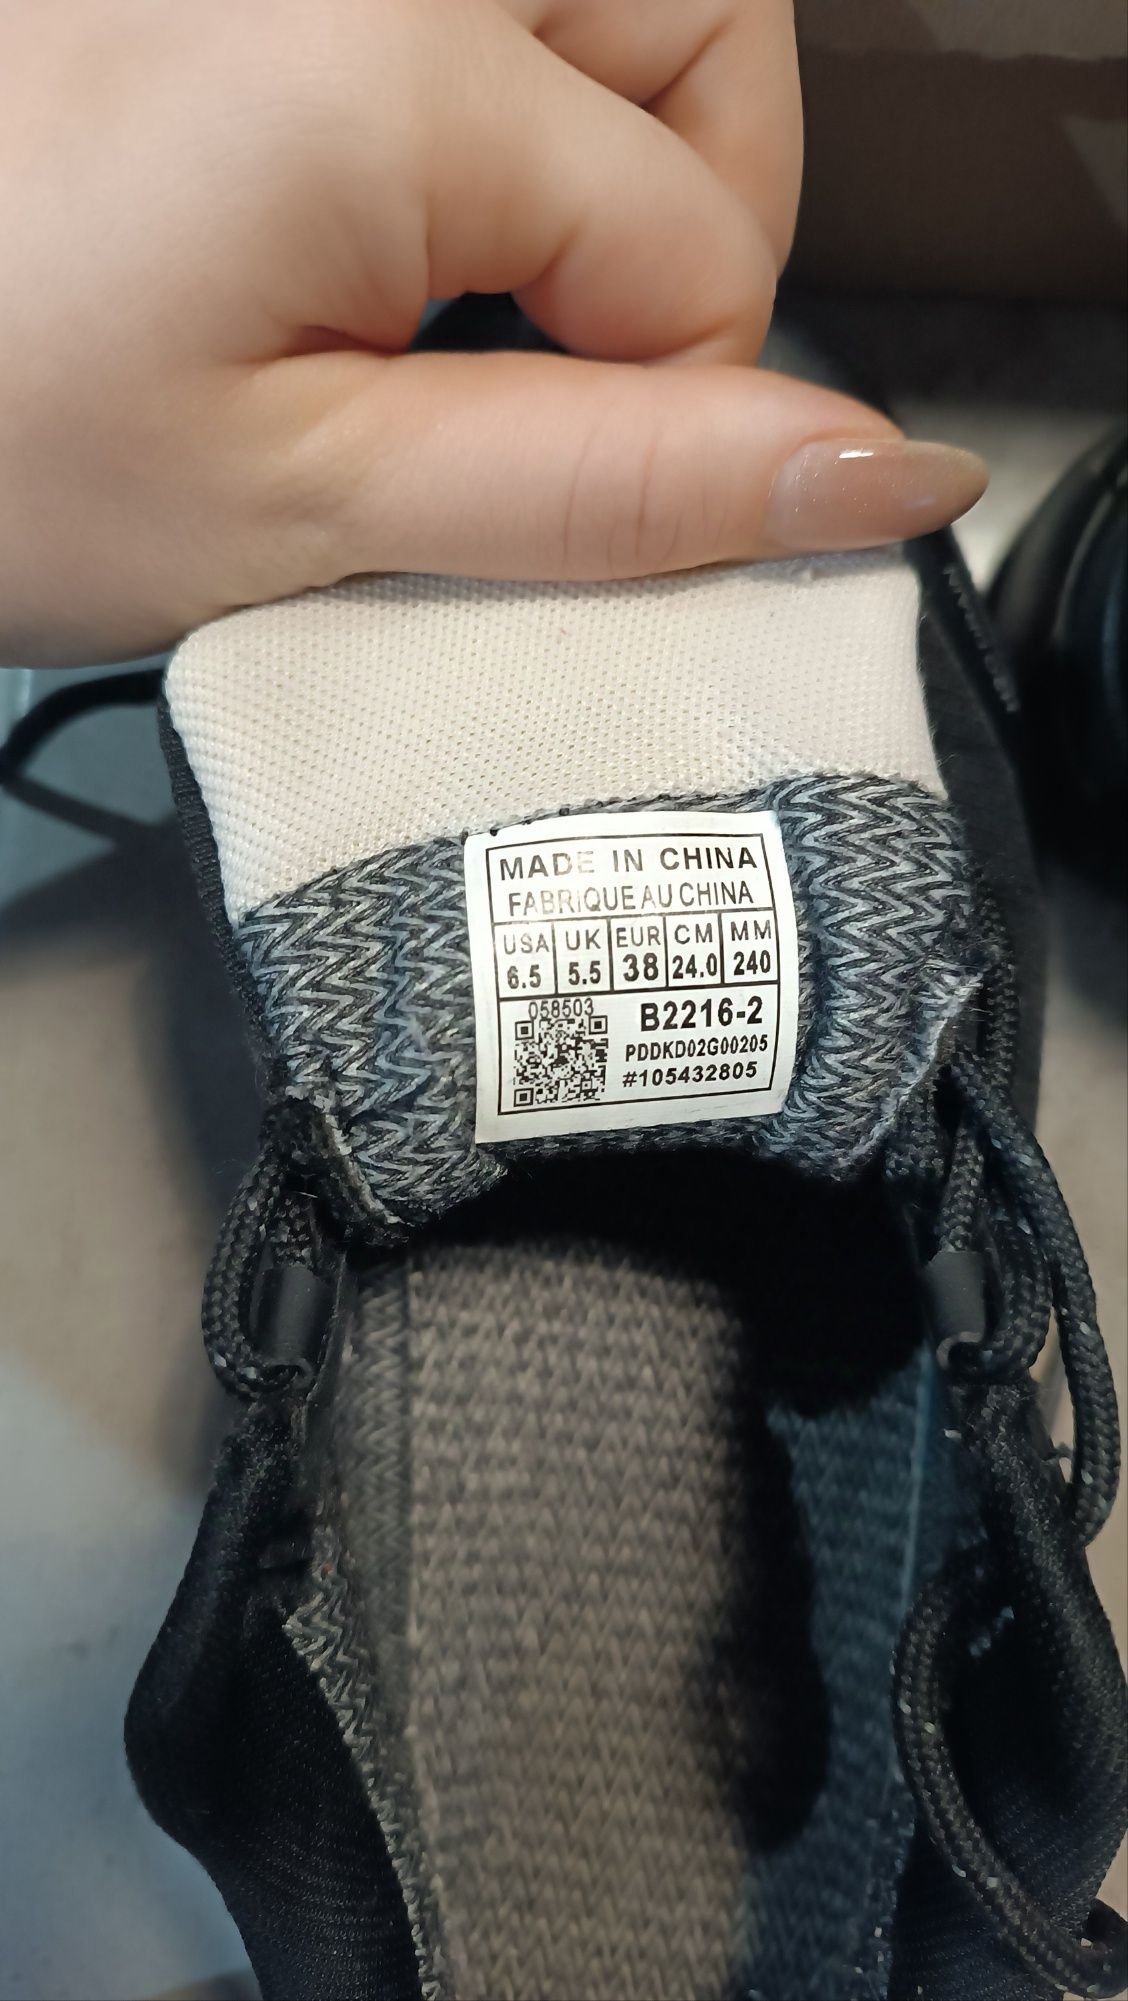 MADE IN CHINA
FABRIQUE AU CHINA
USA UK EUR CM MM
6.5 5.5 38 24.0 240
058503
B2216-2
PDDKD02G00205
#105432805